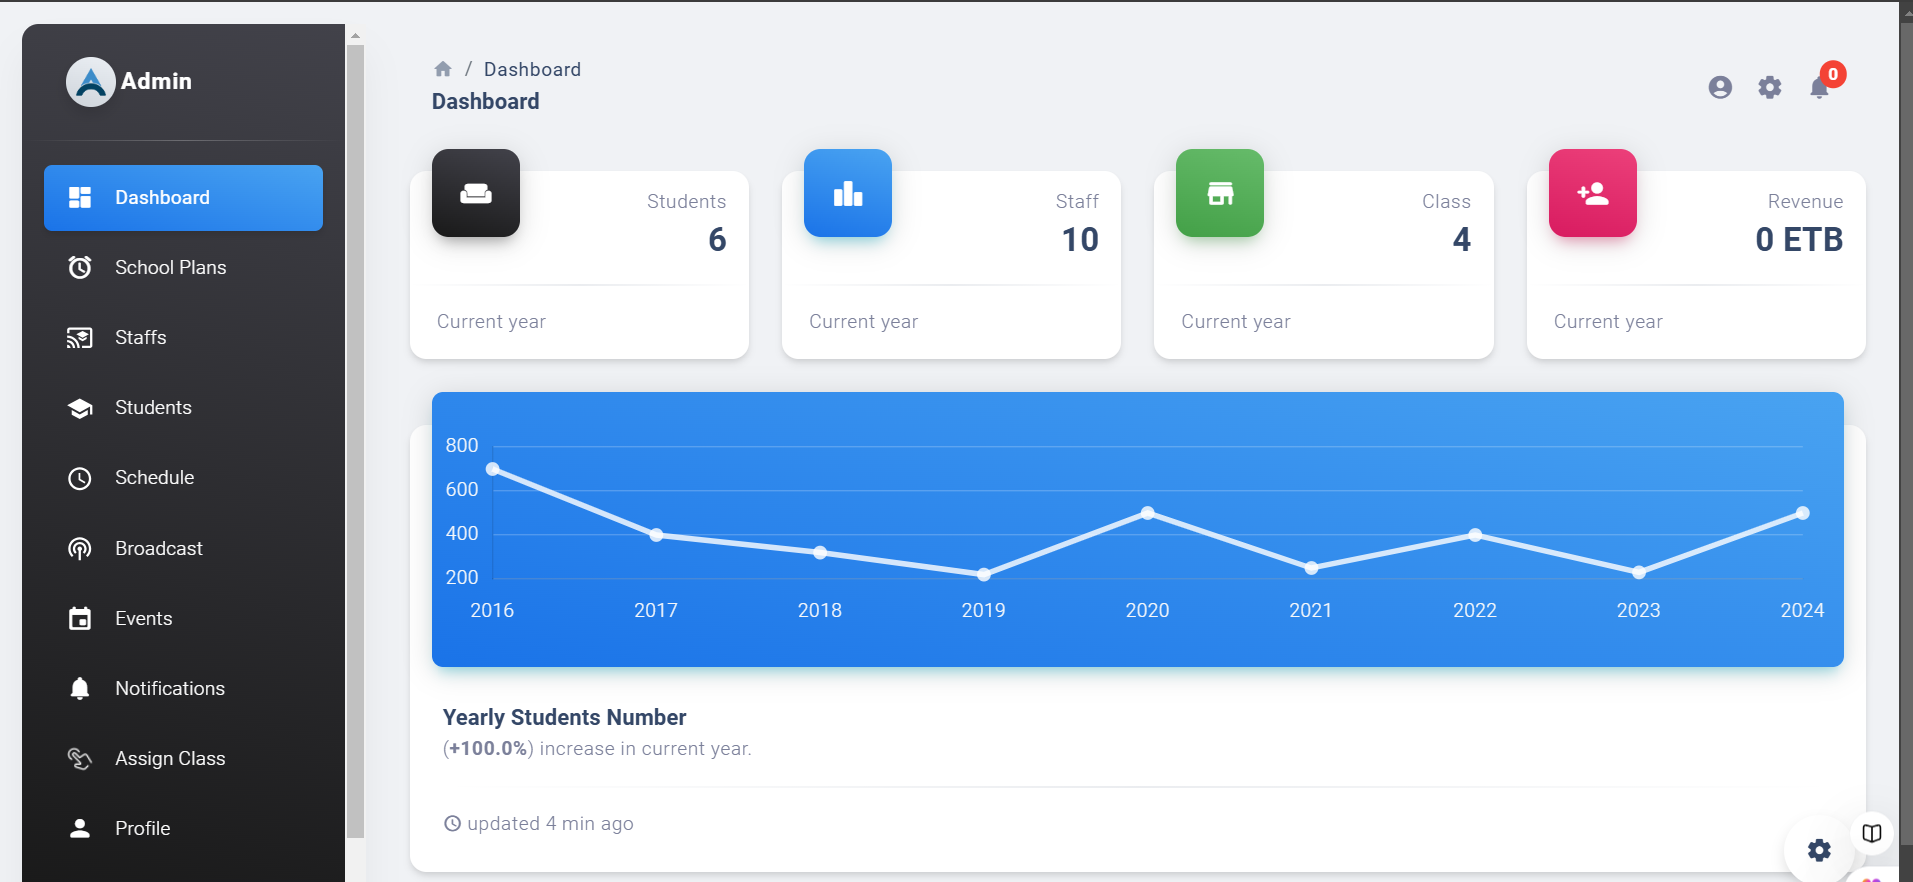 Admin
Dashboard
School Plans
Staffs
Students
Schedule
Broadcast
Events
Notifications
Assign Class
Profile
/ Dashboard
Dashboard
0
Students
6
Current year
Staff
10
Current year
Class
4
Current year
Revenue
0 ETB
Current year
800
600
400
200
2016 2017 2018 2019 2020 2021 2022 2023 2024
Yearly Students Number
(+100.0%) increase in current year.
updated 4 min ago